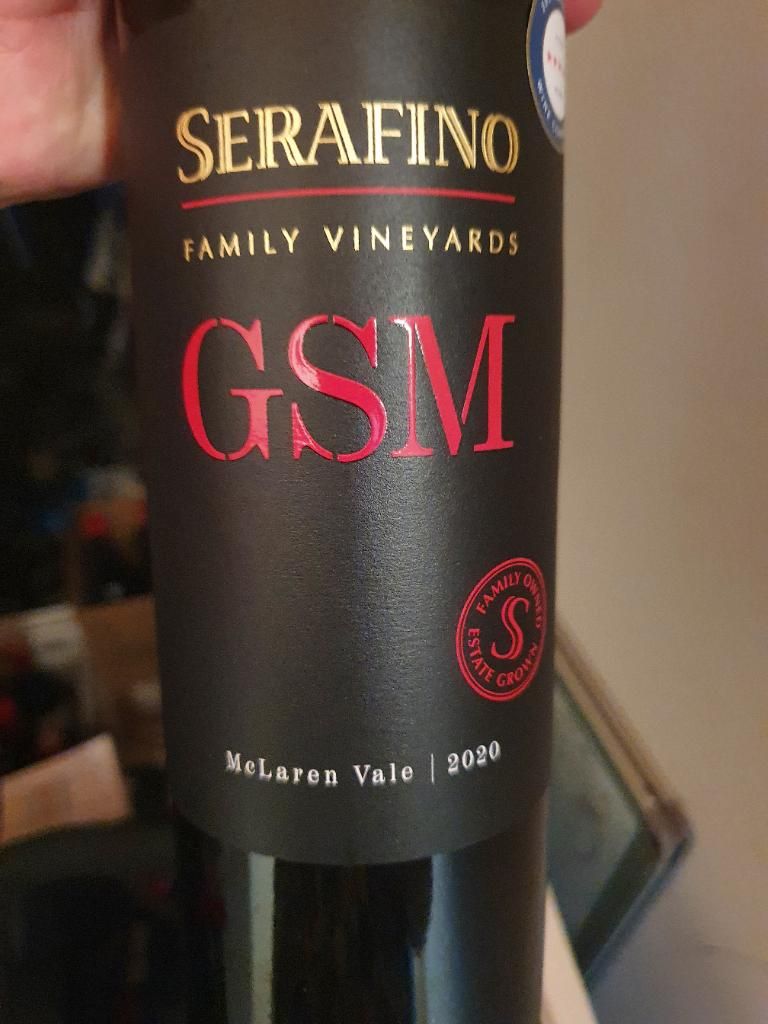 SERAFINO
FAMILY VINEYARDS
GSM
FAMILY OWNED
S
ESTATE GROWN
McLaren Vale | 2020